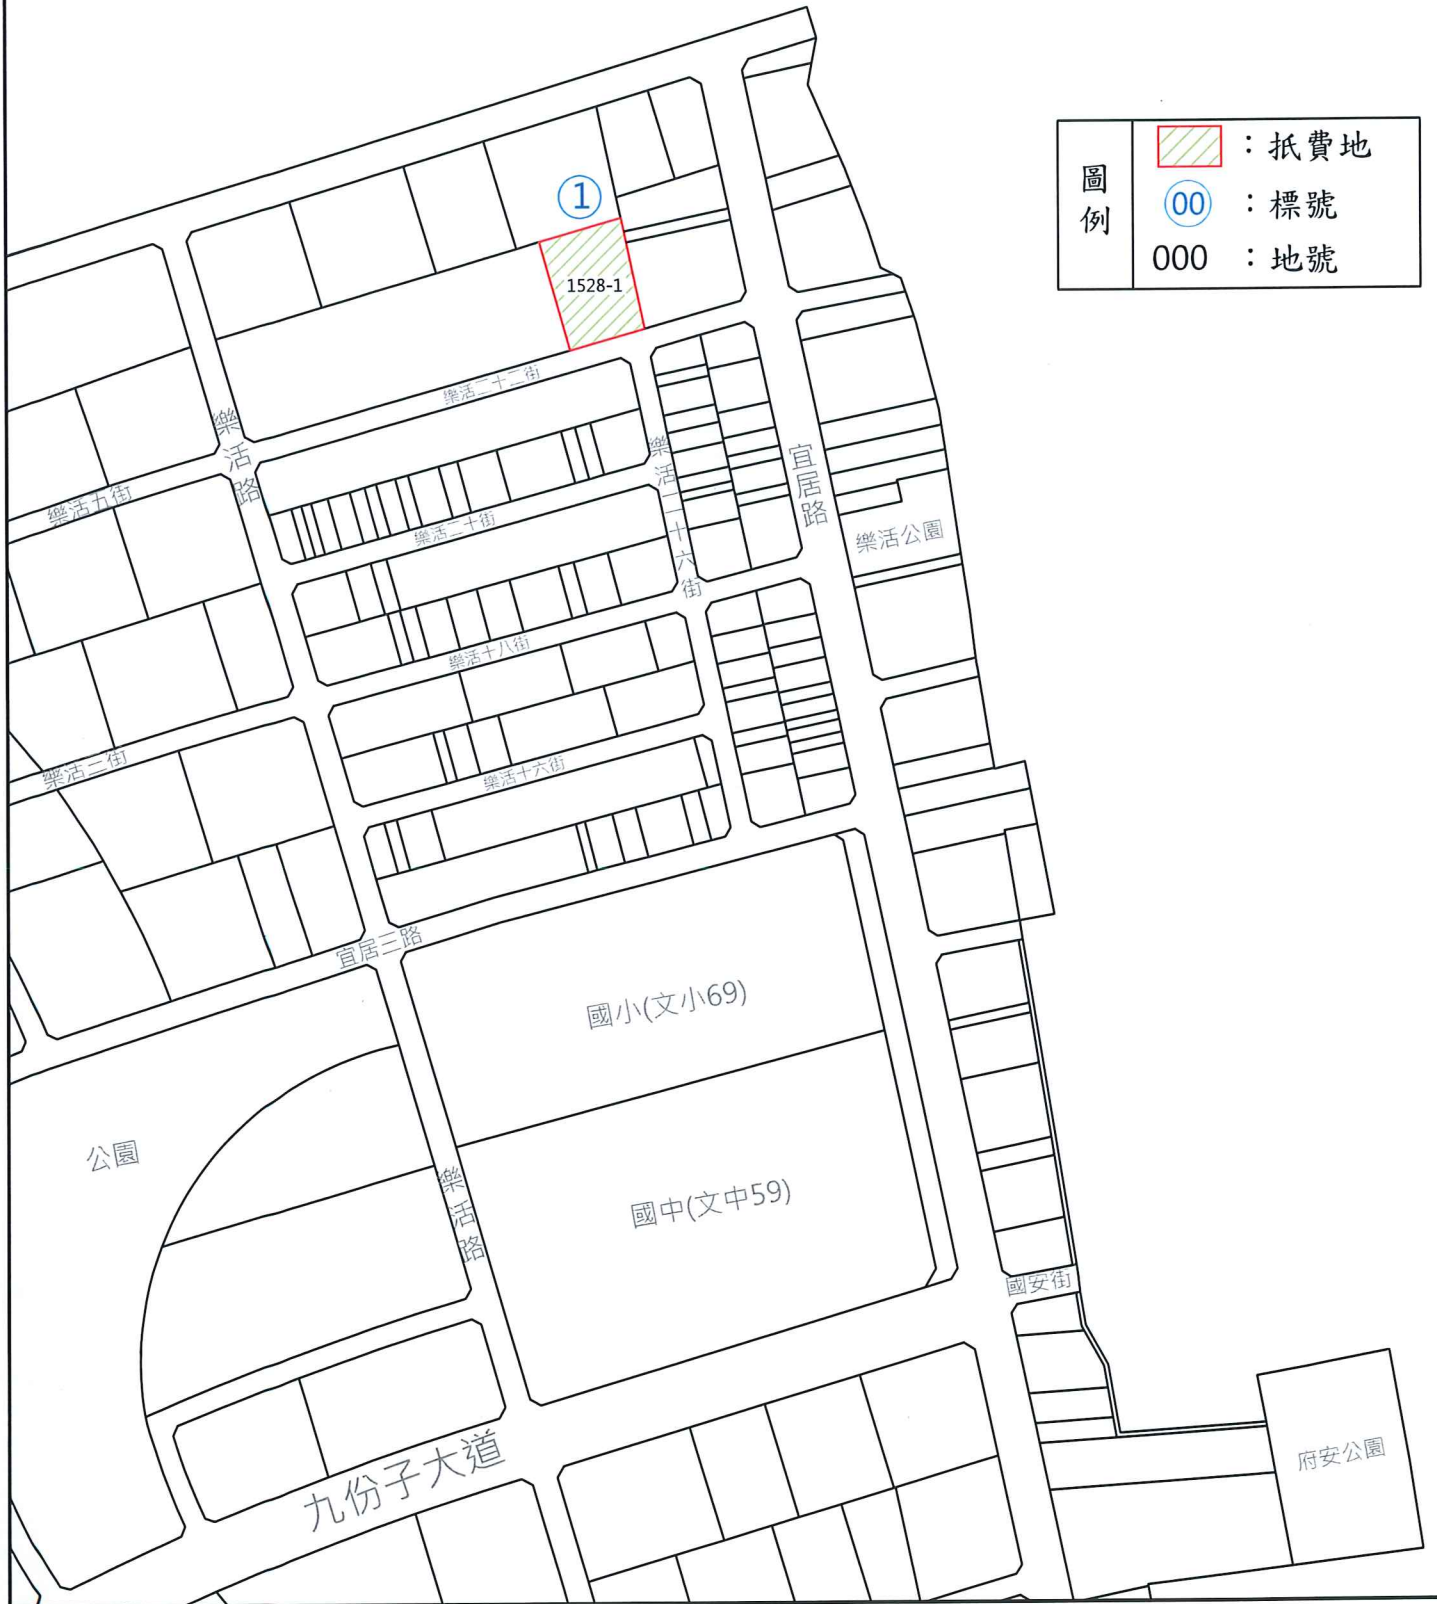 圖例
：抵費地
00：標號
000：地號
1
1528-1
樂活二十二街
樂活路
樂活九街
樂活二十六街
宜居路
樂活二十街
樂活公園
樂活十八街
樂活二街
樂活十六街
宜居三路
國小(文小69)
公園
樂活路
國中(文中59)
國安街
九份子大道
府安公園